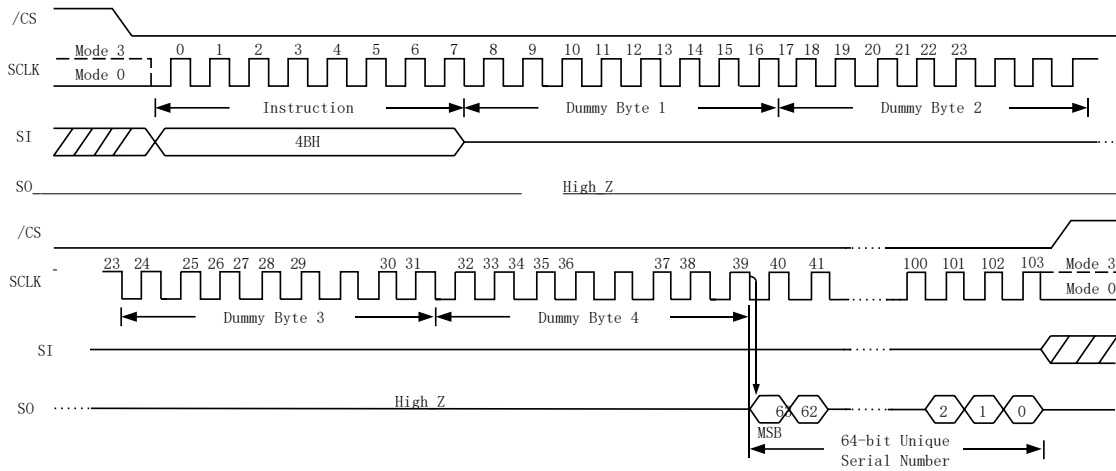 /CS
Mode 3
0 1 2 3 4 5 6 7 8 9 10 11 12 13 14 15 16 17 18 19 20 21 22 23
SCLK
Mode 0
Instruction Dummy Byte 1 Dummy Byte 2
SI
4BH
SO
High_Z
/CS
23 24 25 26 27 28 29 30 31 32 33 34 35 36 37 38 39 40 41 100 101 102 103
Mode 3
SCLK
Mode 0
Dummy Byte 3 Dummy Byte 4
SI
High_Z
SO
63 62 2 1 0
MSB
64-bit Unique
Serial Number